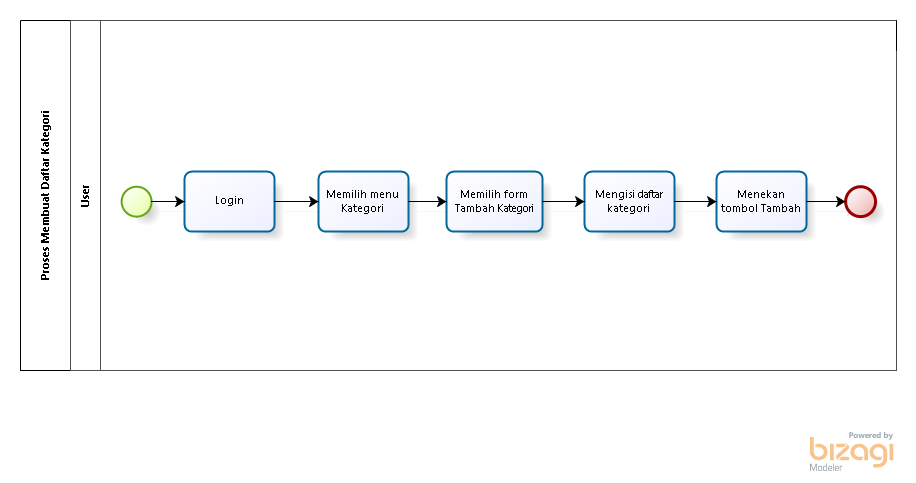 Proses Membuat Daftar Kategori
User
Login
Memilih menu
Kategori
Memilih form
Tambah Kategori
Mengisi daftar
kategori
Menekan
tombol Tambah
Powered by
bizagi
Modeler